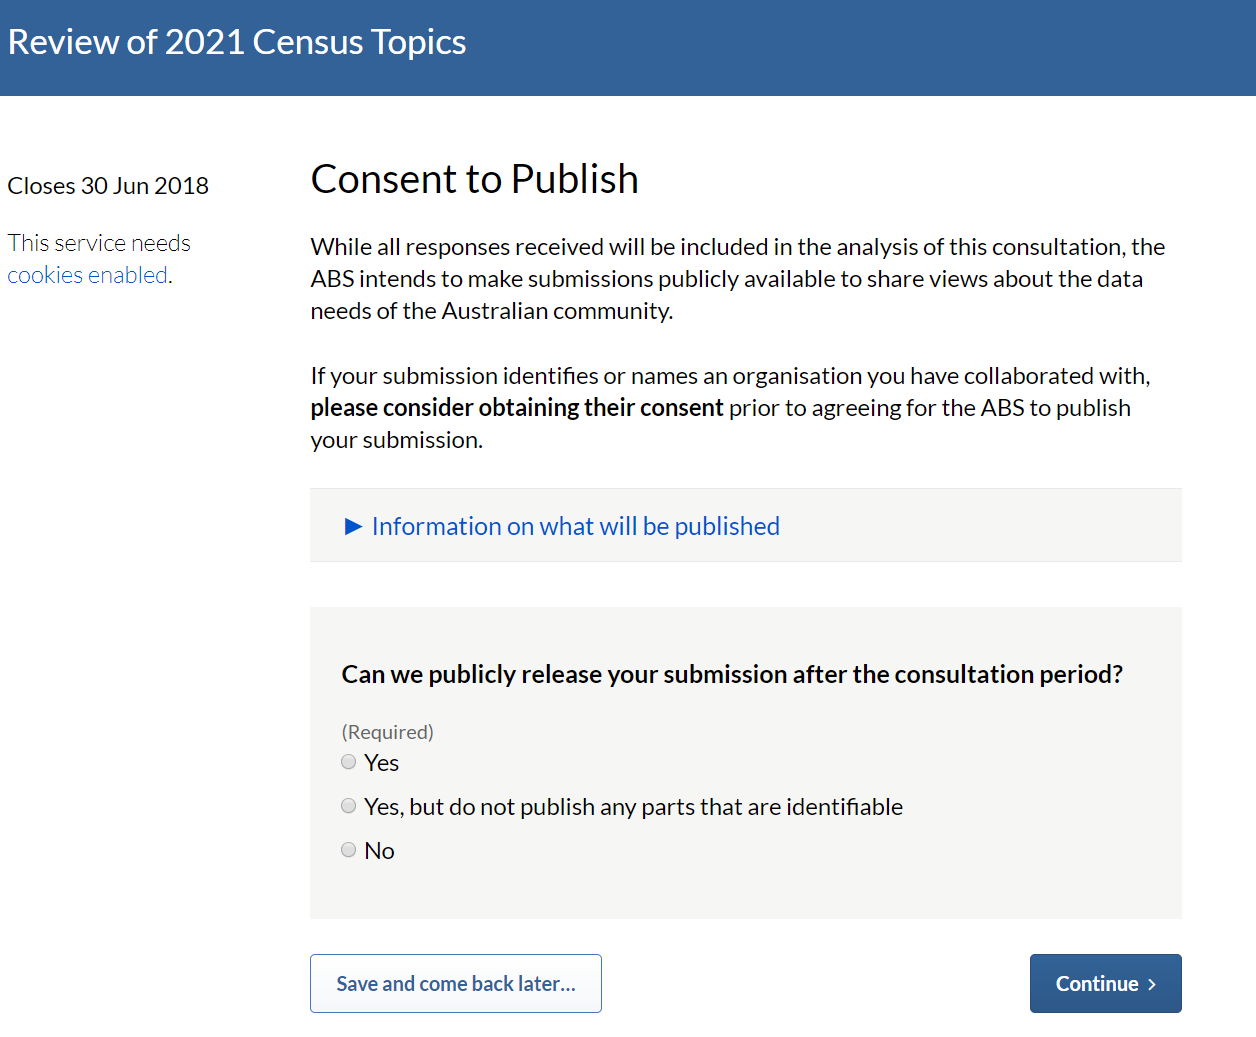 Review of 2021 Census Topics
Closes 30 Jun 2018
This service needs
cookies enabled.
Consent to Publish
While all responses received will be included in the analysis of this consultation, the
ABS intends to make submissions publicly available to share views about the data
needs of the Australian community.
If your submission identifies or names an organisation you have collaborated with,
please consider obtaining their consent prior to agreeing for the ABS to publish
your submission.
► Information on what will be published
Can we publicly release your submission after the consultation period?
(Required)
Yes
Yes, but do not publish any parts that are identifiable
No
Save and come back later...
Continue ›